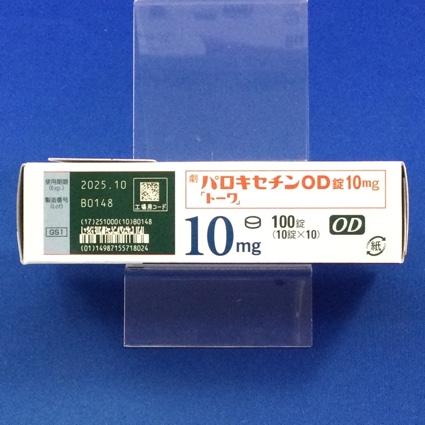 使用期限
(Exp.)
2025.10
製造番号
(Lot)
B0148
工場用コード
(17)251000(10)B0148
GS1
(01)14987155718024
劇 パロキセチンOD錠10mg
「トーワ」
10mg
100錠
(10錠×10)
OD
紙